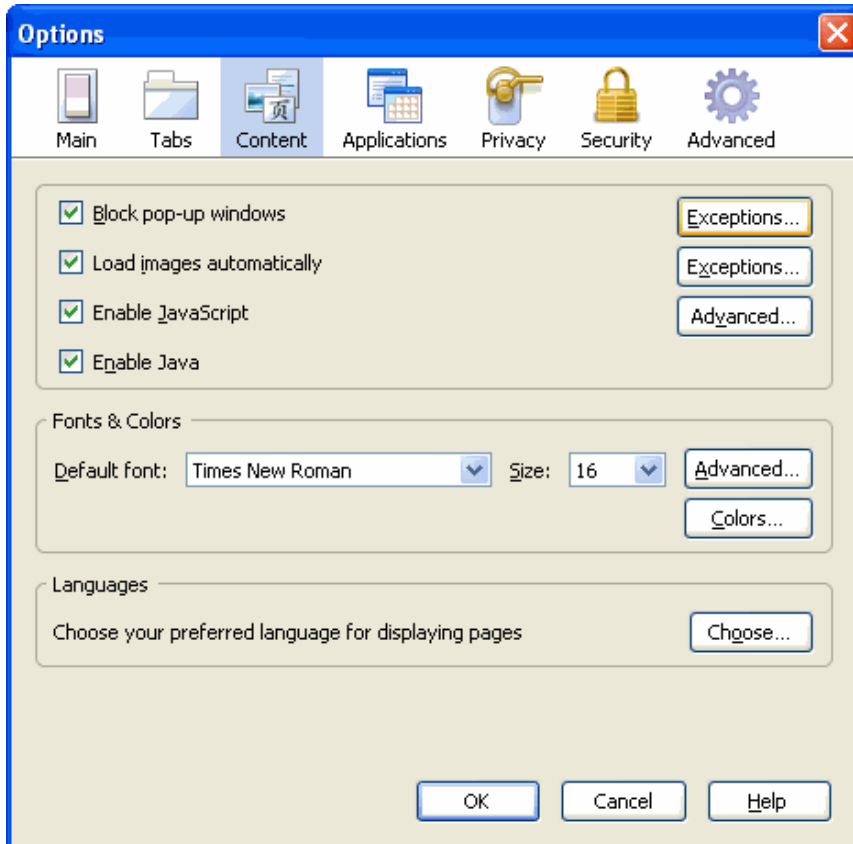 Options
页
Main Tabs Content Applications Privacy Security Advanced
Block pop-up windows Exceptions...
Load images automatically Exceptions...
Enable JavaScript Advanced...
Enable Java
Fonts & Colors
Default font: Times New Roman Size: 16 Advanced...
Colors...
Languages
Choose your preferred language for displaying pages Choose...
OK Cancel Help